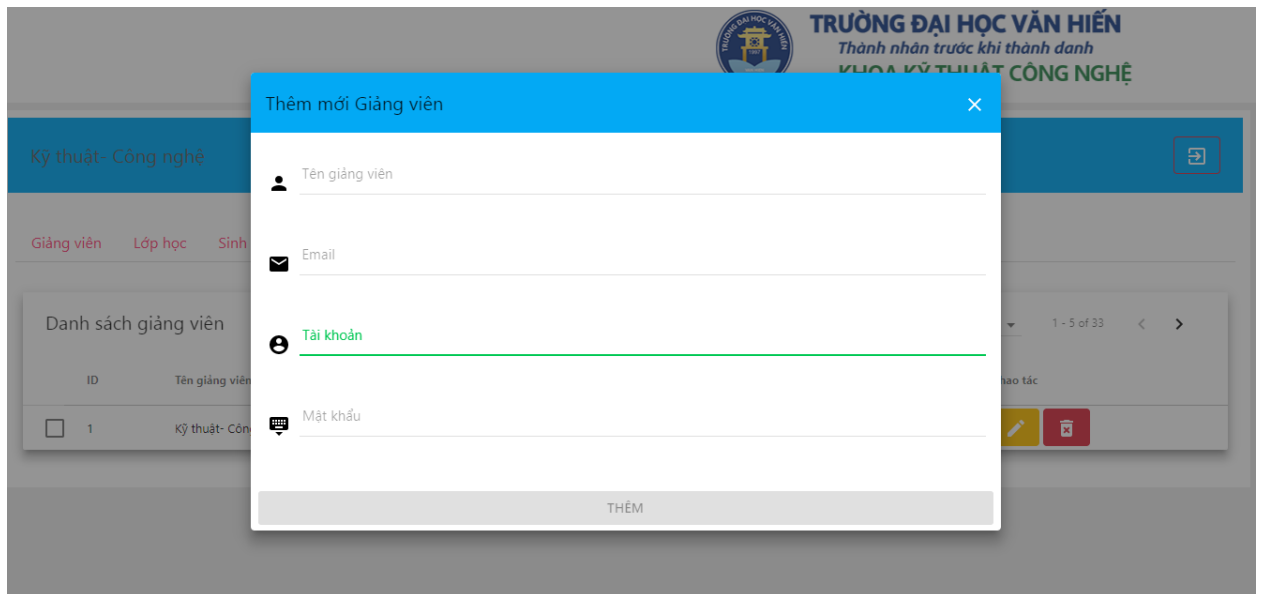 TRƯỜNG ĐẠI HỌC VĂN HIẾN
Thành nhân trước khi thành danh
KHOA KỸ THUẬT CÔNG NGHỆ
Thêm mới Giảng viên
Kỹ thuật- Công nghệ
Tên giảng viên
Giảng viên Lớp học Sinh
Email
Danh sách giảng viên
1 - 5 of 33
Tài khoản
ID Tên giảng viên hao tác
1 Kỹ thuật- Côn
Mật khẩu
THÊM